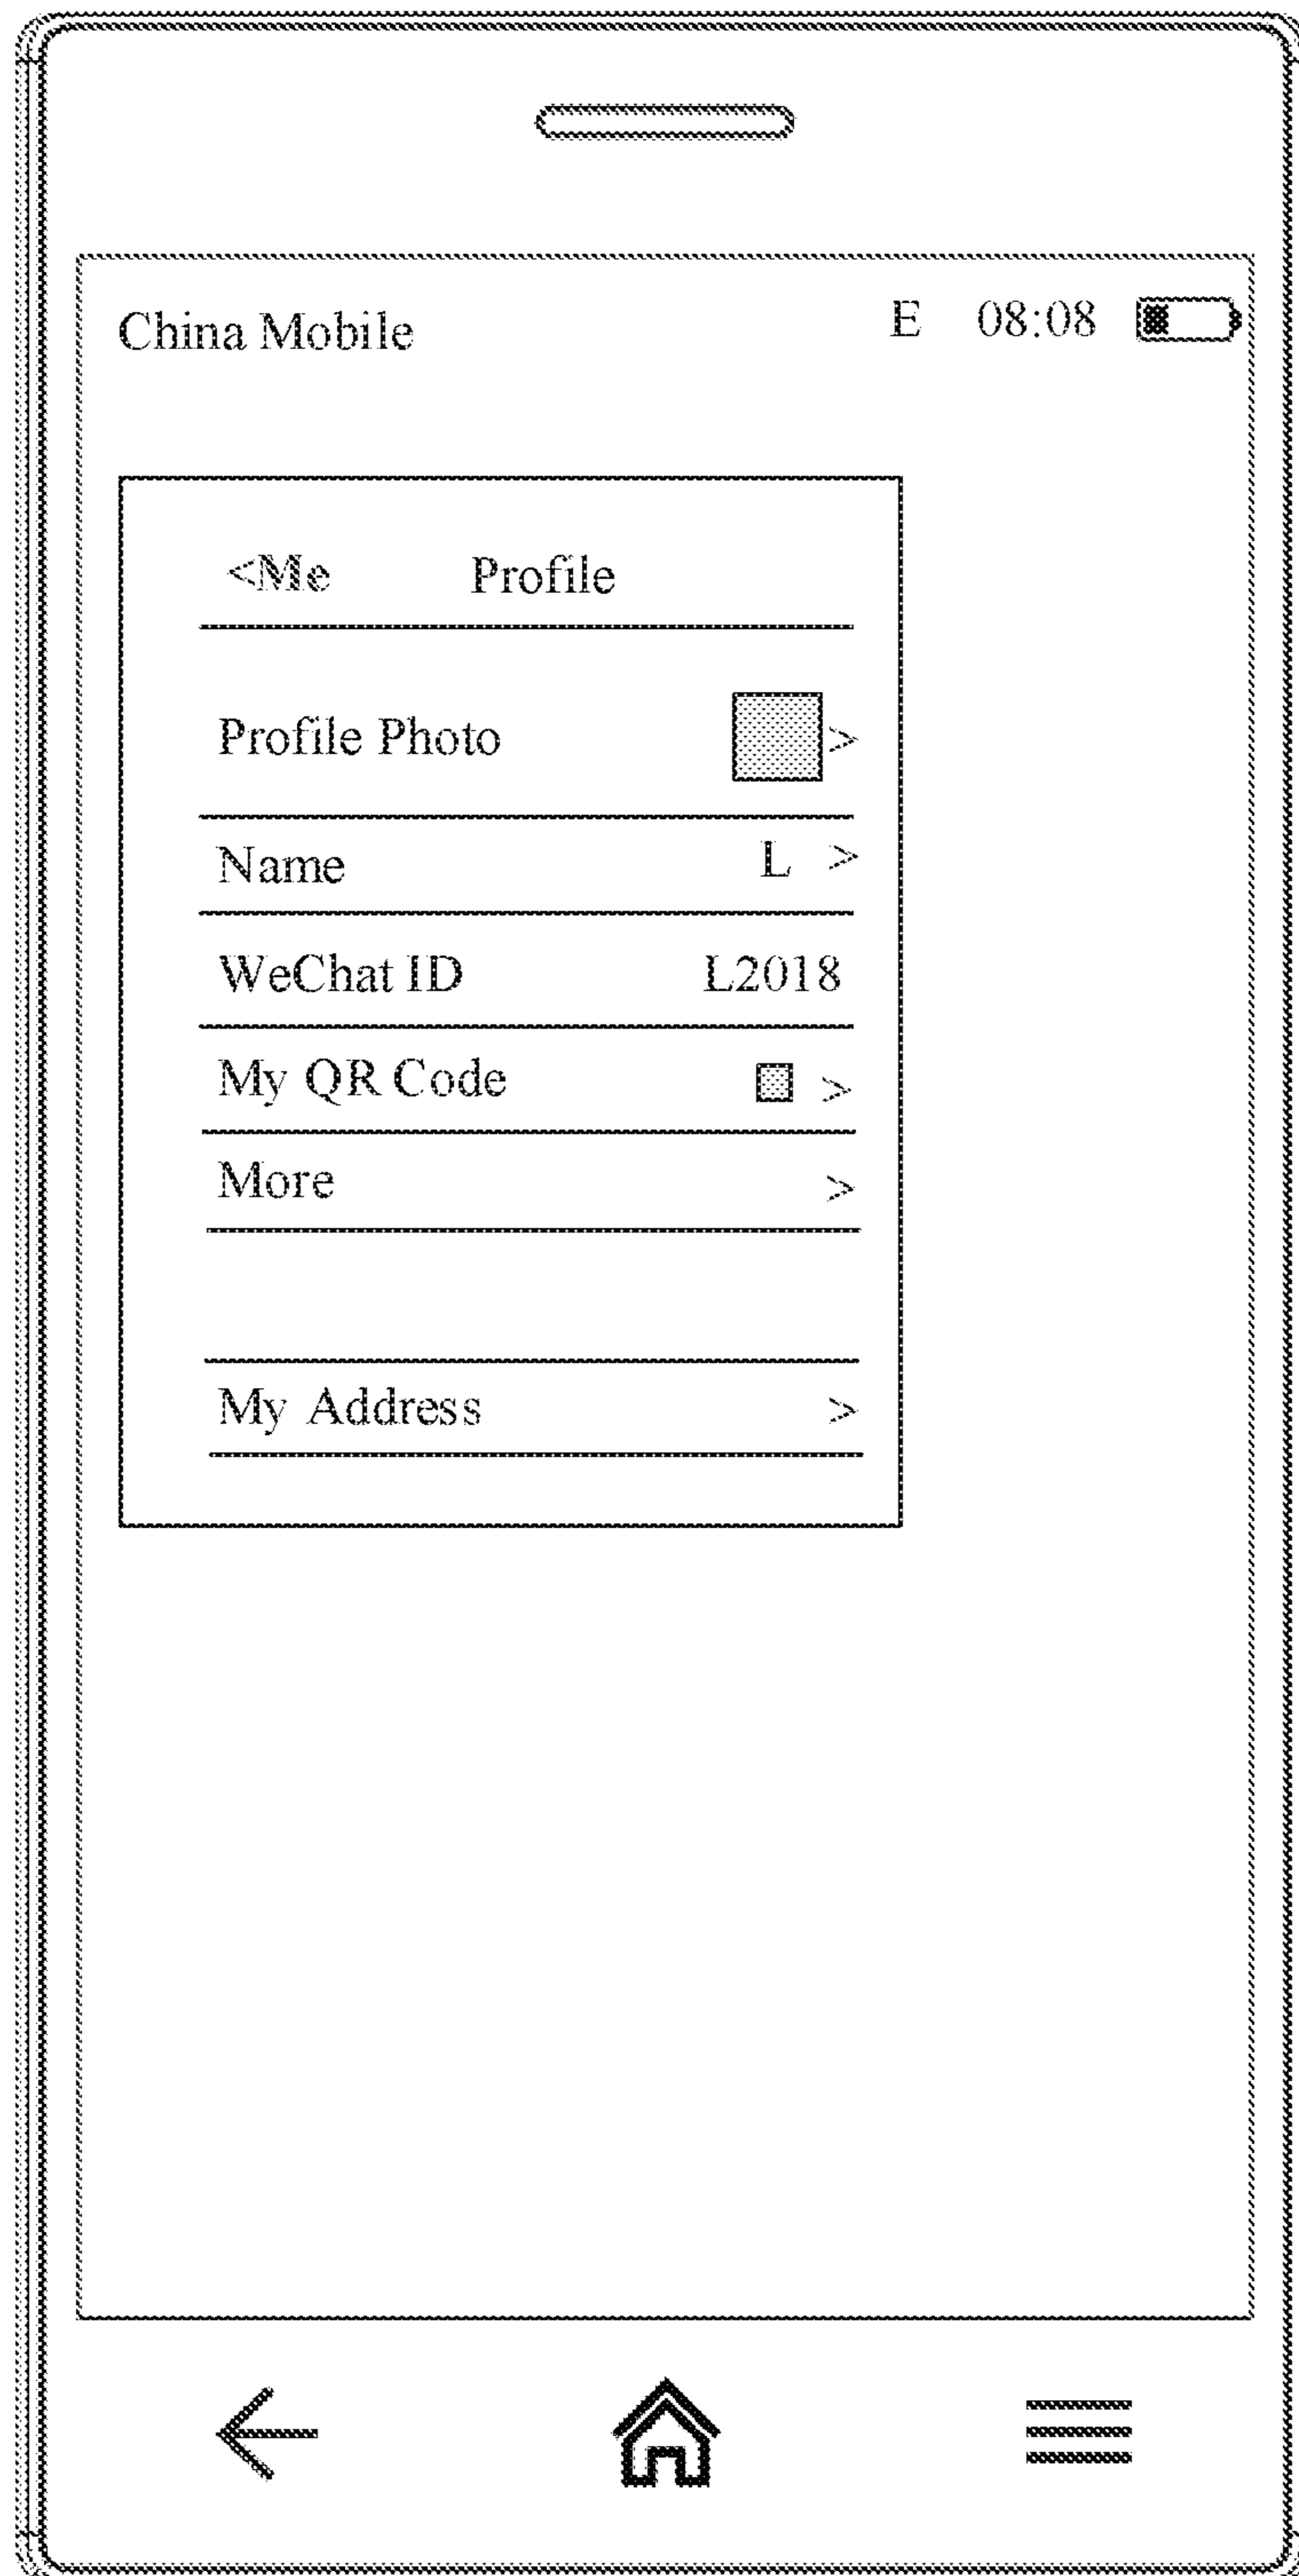 China Mobile E 08:08
<Me Profile
Profile Photo >
Name L >
WeChat ID L2018
My QR Code >
More >
My Address >